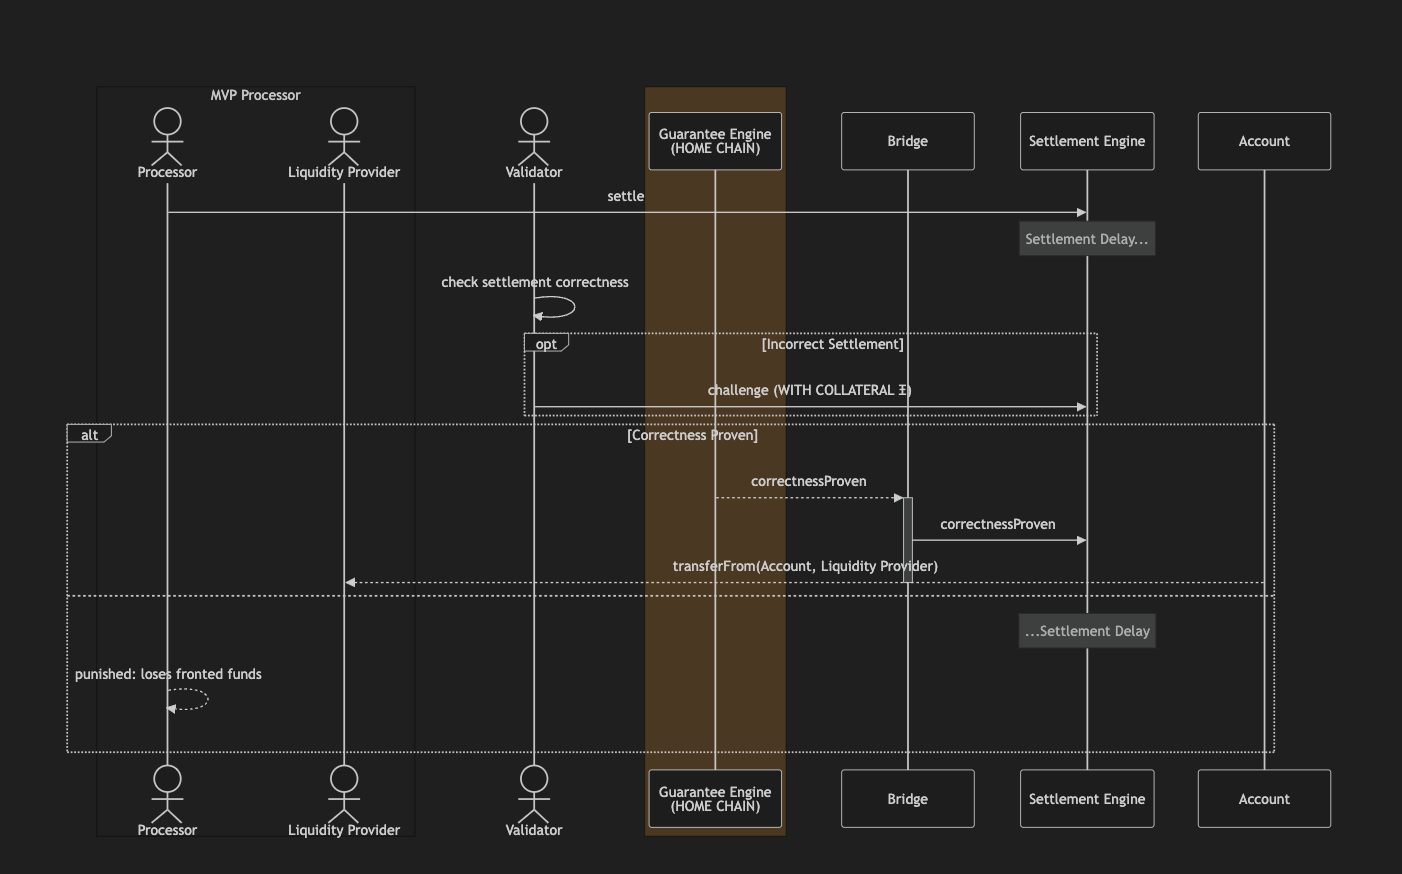 MVP Processor
Processor
Liquidity Provider
Validator
Guarantee Engine
(HOME CHAIN)
Bridge
Settlement Engine
Account
settle
Settlement Delay...
check settlement correctness
opt
[Incorrect Settlement]
challenge (WITH COLLATERAL Ξ)
alt
[Correctness Proven]
correctnessProven
correctnessProven
transferFrom(Account, Liquidity Provider)
...Settlement Delay
punished: loses fronted funds
Processor
Liquidity Provider
Validator
Guarantee Engine
(HOME CHAIN)
Bridge
Settlement Engine
Account